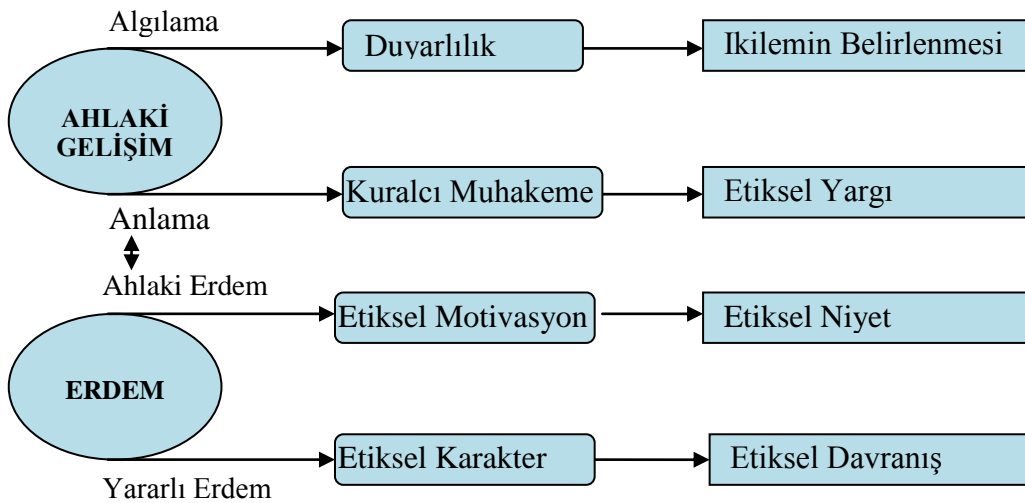 Algılama
Duyarlılık
Ikilemin Belirlenmesi
AHLAKİ
GELİŞİM
Kuralcı Muhakeme
Etiksel Yargı
Anlama
Ahlaki Erdem
Etiksel Motivasyon
Etiksel Niyet
ERDEM
Etiksel Karakter
Etiksel Davranış
Yararlı Erdem